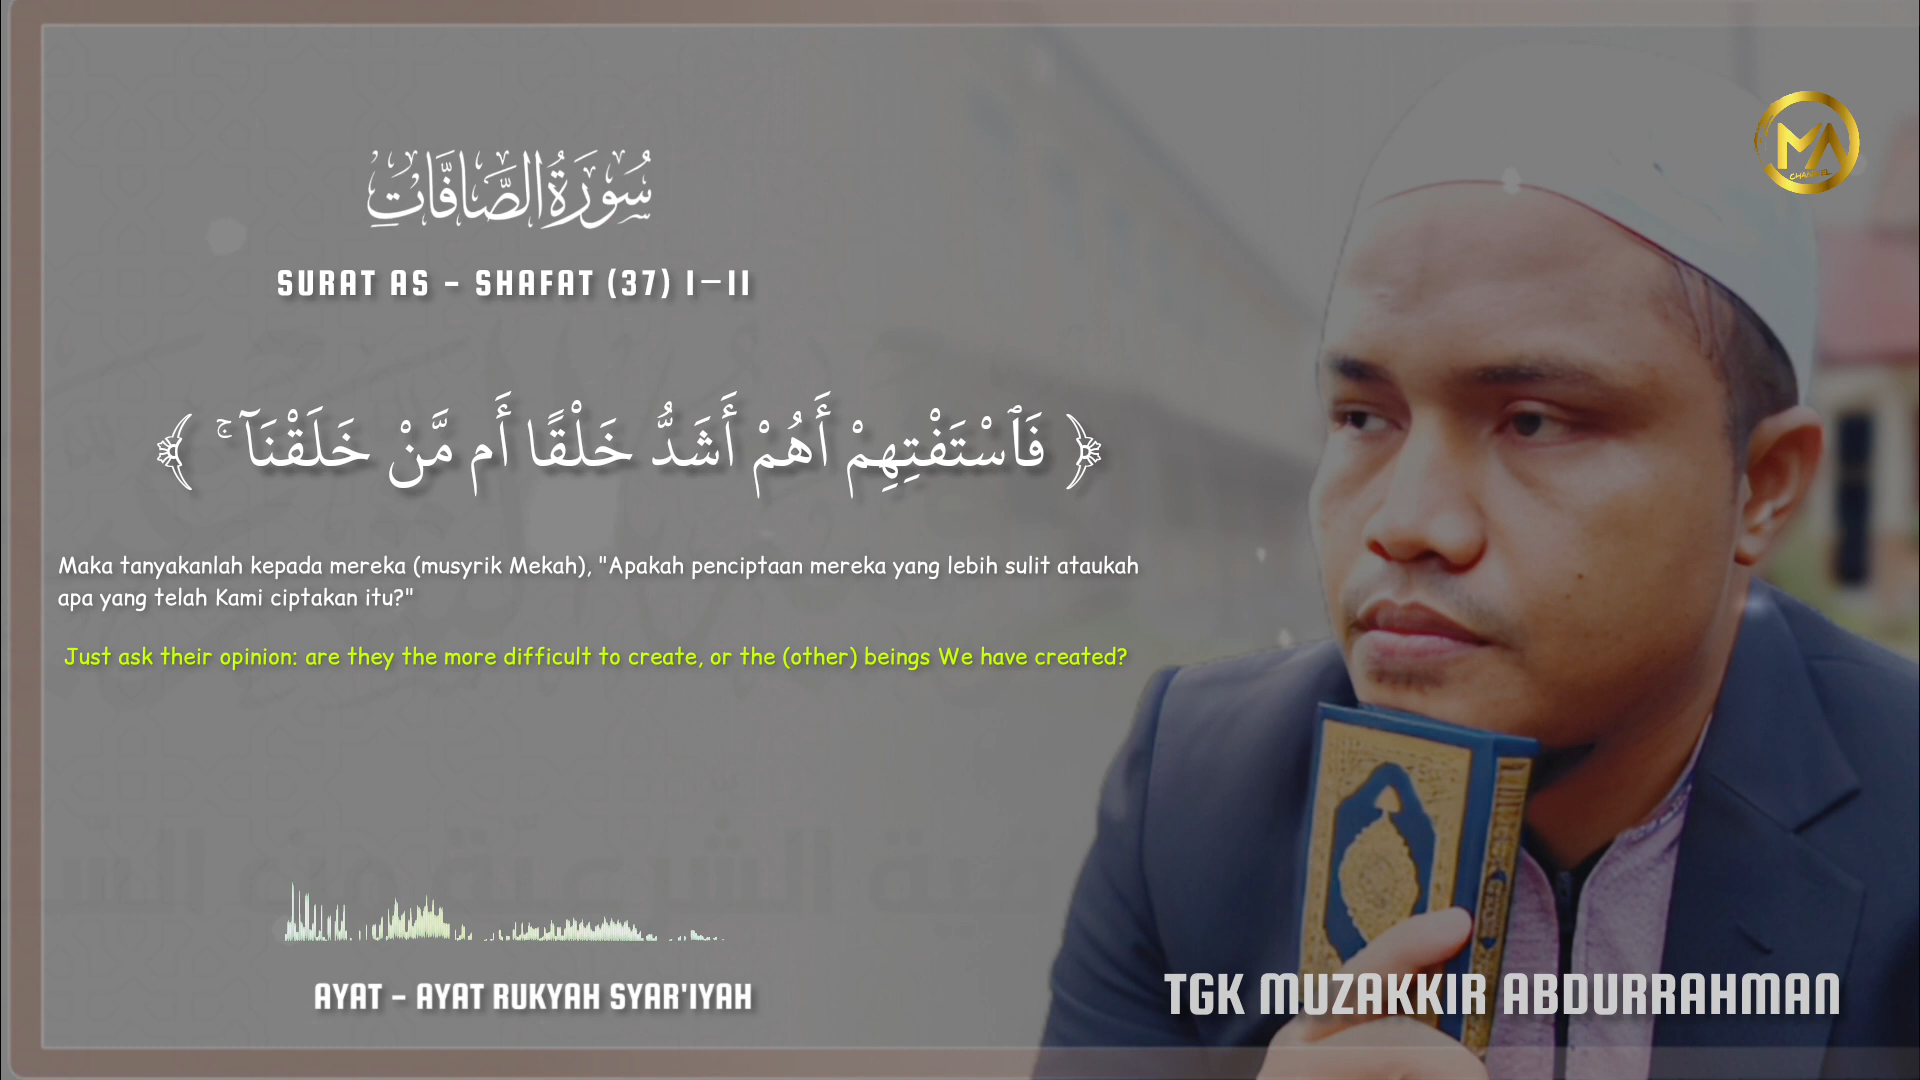 MA
CHANNEL
سُورَةُ الصَّافَّات
SURAT AS - SHAFAT (37) 1-11
﴿ فَٱسْتَفْتِهِمْ أَهُمْ أَشَدُّ خَلْقًا أَم مَّنْ خَلَقْنَآ ۚ ﴾
Maka tanyakanlah kepada mereka (musyrik Mekah), "Apakah penciptaan mereka yang lebih sulit ataukah
apa yang telah Kami ciptakan itu?"
Just ask their opinion: are they the more difficult to create, or the (other) beings We have created?
AYAT - AYAT RUKYAH SYAR'IYAH
TGK MUZAKKIR ABDURRAHMAN